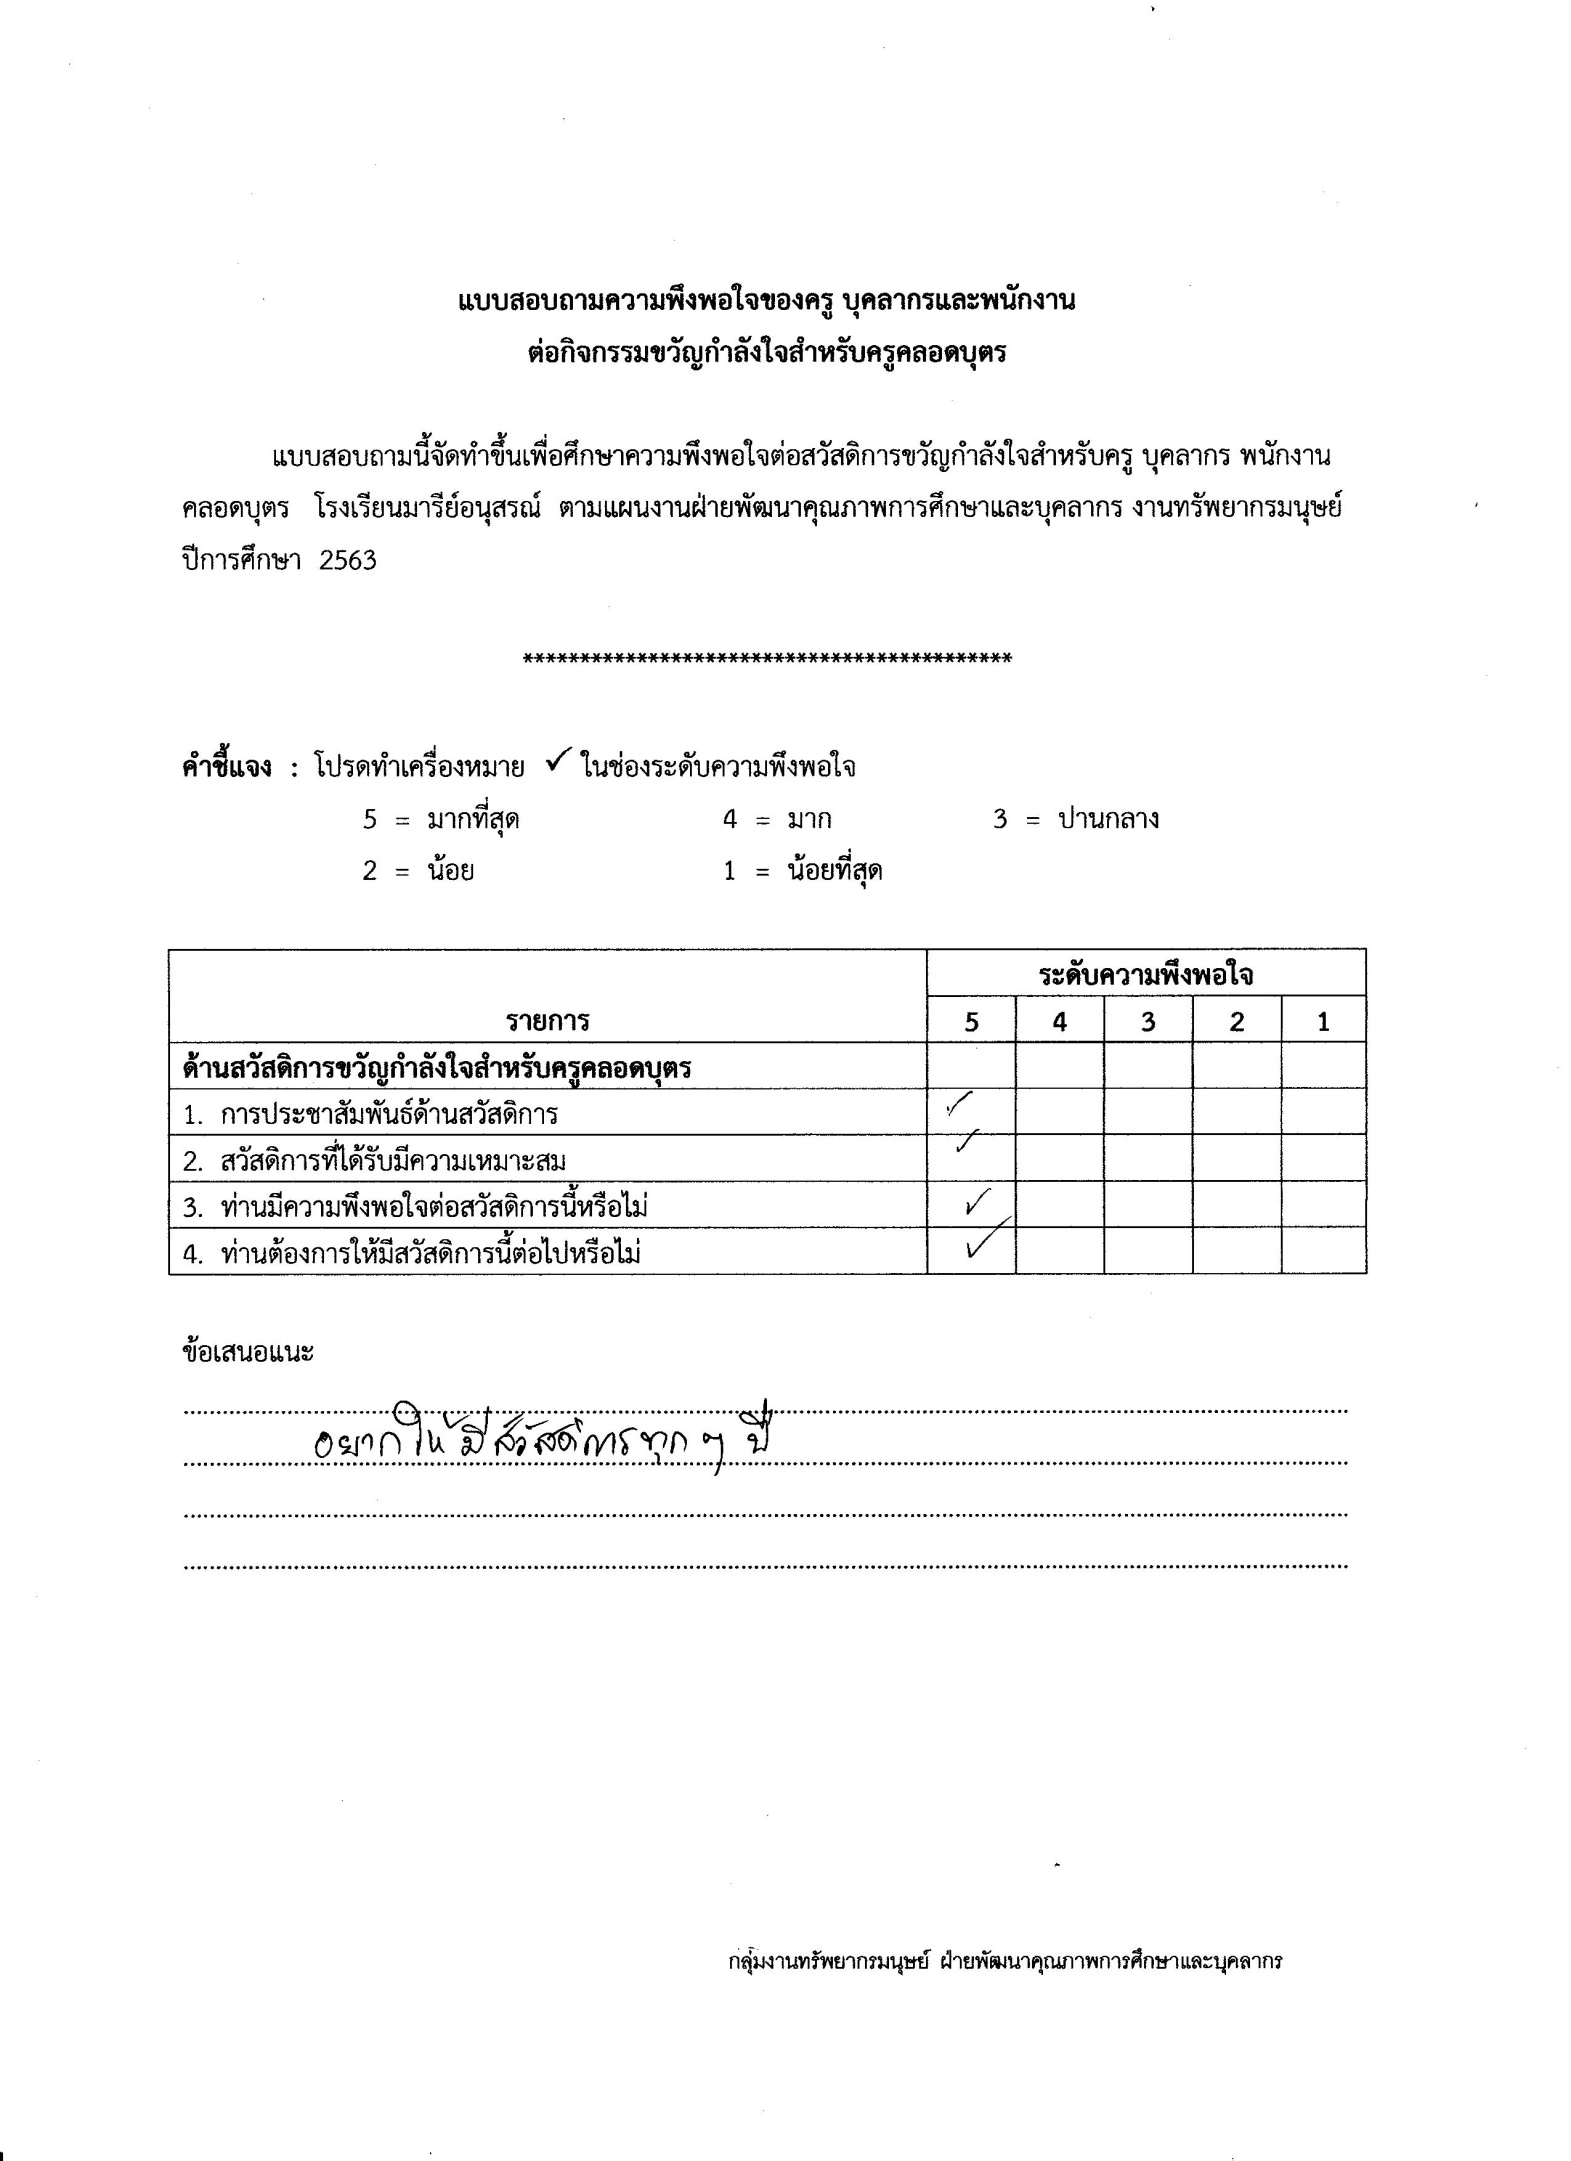 แบบสอบถามความพึงพอใจของครู บุคลากรและพนักงาน
ต่อกิจกรรมขวัญกำลังใจสำหรับครูคลอดบุตร
แบบสอบถามนี้จัดทำขึ้นเพื่อศึกษาความพึงพอใจต่อสวัสดิการขวัญกำลังใจสำหรับครู บุคลากร พนักงาน
คลอดบุตร โรงเรียนมารีย์อนุสรณ์ ตามแผนงานฝ่ายพัฒนาคุณภาพการศึกษาและบุคลากร งานทรัพยากรมนุษย์
ปีการศึกษา 2563
*******************************************
คำชี้แจง : โปรดทำเครื่องหมาย ✓ ในช่องระดับความพึงพอใจ
5 = มากที่สุด 4 = มาก 3 = ปานกลาง
2 = น้อย 1 = น้อยที่สุด
ระดับความพึงพอใจ
รายการ 5 4 3 2 1
ด้านสวัสดิการขวัญกำลังใจสำหรับครูคลอดบุตร
1. การประชาสัมพันธ์ด้านสวัสดิการ ✓
2. สวัสดิการที่ได้รับมีความเหมาะสม ✓
3. ท่านมีความพึงพอใจต่อสวัสดิการนี้หรือไม่ ✓
4. ท่านต้องการให้มีสวัสดิการนี้ต่อไปหรือไม่ ✓
ข้อเสนอแนะ
อยากให้มีสวัสดิการทุก ๆ ปี
กลุ่มงานทรัพยากรมนุษย์ ฝ่ายพัฒนาคุณภาพการศึกษาและบุคลากร